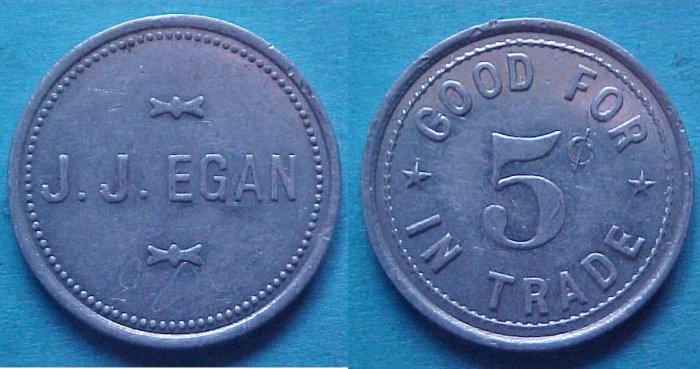 J. J. EGAN
GOOD FOR
5¢
IN TRADE